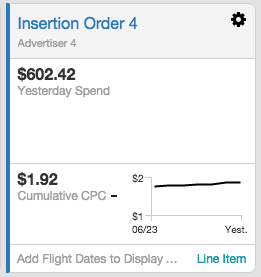 Insertion Order 4
Advertiser 4
$602.42
Yesterday Spend
$1.92
Cumulative CPC –
$2
$1
06/23 Yest.
Add Flight Dates to Display ... Line Item